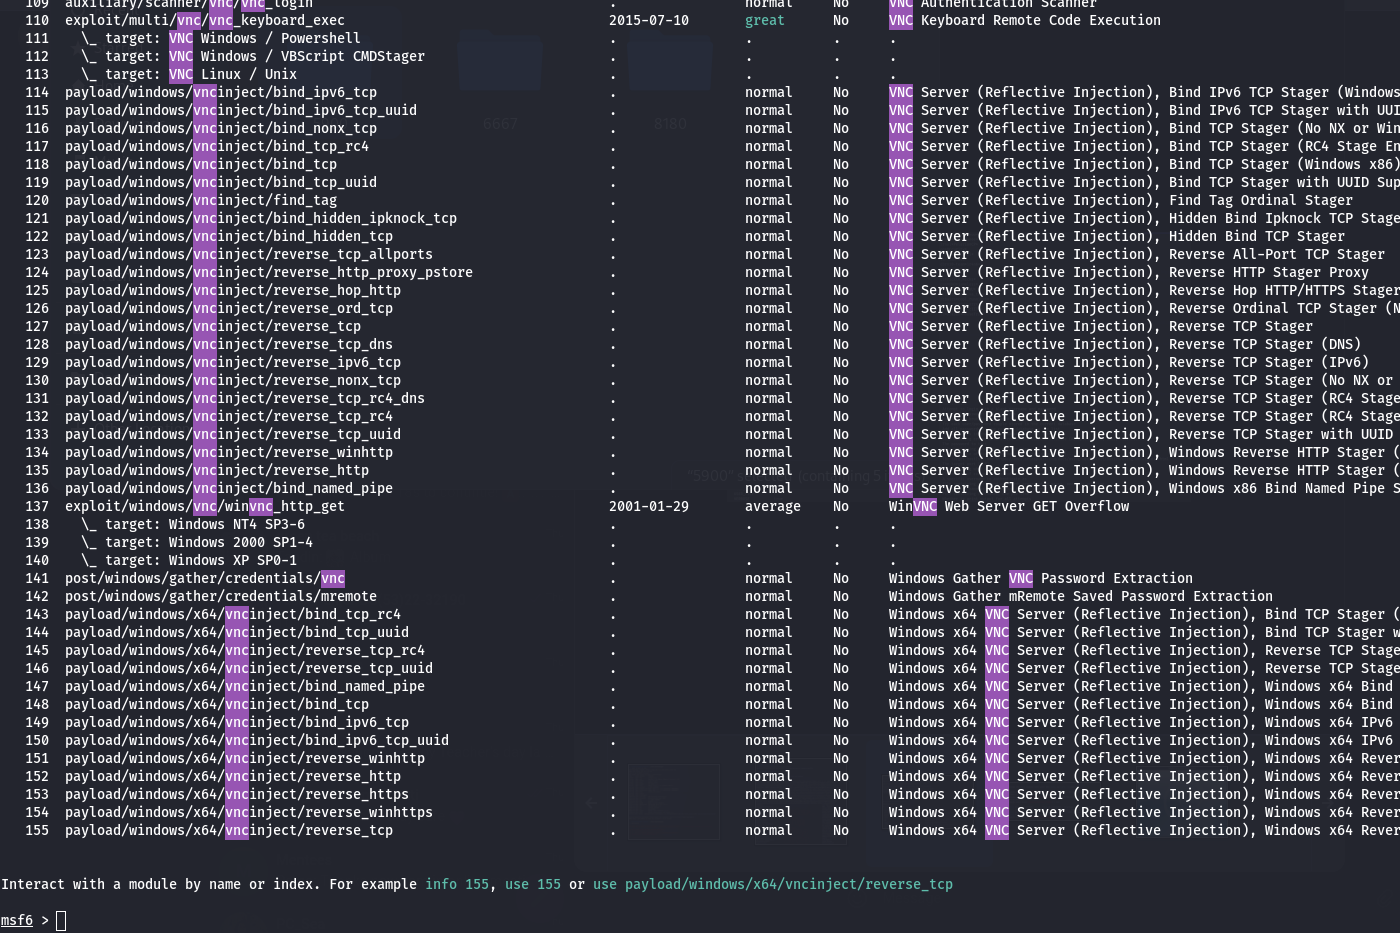 109 auxiliary/scanner/vnc/vnc_login . normal No VNC Authentication Scanner
110 exploit/multi/vnc/vnc_keyboard_exec 2015-07-10 great No VNC Keyboard Remote Code Execution
111 \_ target: VNC Windows / Powershell . . . .
112 \_ target: VNC Windows / VBScript CMDStager . . . .
113 \_ target: VNC Linux / Unix . . . .
114 payload/windows/vncinject/bind_ipv6_tcp . normal No VNC Server (Reflective Injection), Bind IPv6 TCP Stager (Windows
115 payload/windows/vncinject/bind_ipv6_tcp_uuid . normal No VNC Server (Reflective Injection), Bind IPv6 TCP Stager with UUI
116 payload/windows/vncinject/bind_nonx_tcp . normal No VNC Server (Reflective Injection), Bind TCP Stager (No NX or Win
117 payload/windows/vncinject/bind_tcp_rc4 . normal No VNC Server (Reflective Injection), Bind TCP Stager (RC4 Stage En
118 payload/windows/vncinject/bind_tcp . normal No VNC Server (Reflective Injection), Bind TCP Stager (Windows x86)
119 payload/windows/vncinject/bind_tcp_uuid . normal No VNC Server (Reflective Injection), Bind TCP Stager with UUID Sup
120 payload/windows/vncinject/find_tag . normal No VNC Server (Reflective Injection), Find Tag Ordinal Stager
121 payload/windows/vncinject/bind_hidden_ipknock_tcp . normal No VNC Server (Reflective Injection), Hidden Bind Ipknock TCP Stage
122 payload/windows/vncinject/bind_hidden_tcp . normal No VNC Server (Reflective Injection), Hidden Bind TCP Stager
123 payload/windows/vncinject/reverse_tcp_allports . normal No VNC Server (Reflective Injection), Reverse All-Port TCP Stager
124 payload/windows/vncinject/reverse_http_proxy_pstore . normal No VNC Server (Reflective Injection), Reverse HTTP Stager Proxy
125 payload/windows/vncinject/reverse_hop_http . normal No VNC Server (Reflective Injection), Reverse Hop HTTP/HTTPS Stager
126 payload/windows/vncinject/reverse_ord_tcp . normal No VNC Server (Reflective Injection), Reverse Ordinal TCP Stager (N
127 payload/windows/vncinject/reverse_tcp . normal No VNC Server (Reflective Injection), Reverse TCP Stager
128 payload/windows/vncinject/reverse_tcp_dns . normal No VNC Server (Reflective Injection), Reverse TCP Stager (DNS)
129 payload/windows/vncinject/reverse_ipv6_tcp . normal No VNC Server (Reflective Injection), Reverse TCP Stager (IPv6)
130 payload/windows/vncinject/reverse_nonx_tcp . normal No VNC Server (Reflective Injection), Reverse TCP Stager (No NX or
131 payload/windows/vncinject/reverse_tcp_rc4_dns . normal No VNC Server (Reflective Injection), Reverse TCP Stager (RC4 Stage
132 payload/windows/vncinject/reverse_tcp_rc4 . normal No VNC Server (Reflective Injection), Reverse TCP Stager (RC4 Stage
133 payload/windows/vncinject/reverse_tcp_uuid . normal No VNC Server (Reflective Injection), Reverse TCP Stager with UUID
134 payload/windows/vncinject/reverse_winhttp . normal No VNC Server (Reflective Injection), Windows Reverse HTTP Stager (
135 payload/windows/vncinject/reverse_http . normal No VNC Server (Reflective Injection), Windows Reverse HTTP Stager (
136 payload/windows/vncinject/bind_named_pipe . normal No VNC Server (Reflective Injection), Windows x86 Bind Named Pipe S
137 exploit/windows/vnc/winvnc_http_get 2001-01-29 average No WinVNC Web Server GET Overflow
138 \_ target: Windows NT4 SP3-6 . . . .
139 \_ target: Windows 2000 SP1-4 . . . .
140 \_ target: Windows XP SP0-1 . . . .
141 post/windows/gather/credentials/vnc . normal No Windows Gather VNC Password Extraction
142 post/windows/gather/credentials/mremote . normal No Windows Gather mRemote Saved Password Extraction
143 payload/windows/x64/vncinject/bind_tcp_rc4 . normal No Windows x64 VNC Server (Reflective Injection), Bind TCP Stager (
144 payload/windows/x64/vncinject/bind_tcp_uuid . normal No Windows x64 VNC Server (Reflective Injection), Bind TCP Stager w
145 payload/windows/x64/vncinject/reverse_tcp_rc4 . normal No Windows x64 VNC Server (Reflective Injection), Reverse TCP Stage
146 payload/windows/x64/vncinject/reverse_tcp_uuid . normal No Windows x64 VNC Server (Reflective Injection), Reverse TCP Stage
147 payload/windows/x64/vncinject/bind_named_pipe . normal No Windows x64 VNC Server (Reflective Injection), Windows x64 Bind
148 payload/windows/x64/vncinject/bind_tcp . normal No Windows x64 VNC Server (Reflective Injection), Windows x64 Bind
149 payload/windows/x64/vncinject/bind_ipv6_tcp . normal No Windows x64 VNC Server (Reflective Injection), Windows x64 IPv6
150 payload/windows/x64/vncinject/bind_ipv6_tcp_uuid . normal No Windows x64 VNC Server (Reflective Injection), Windows x64 IPv6
151 payload/windows/x64/vncinject/reverse_winhttp . normal No Windows x64 VNC Server (Reflective Injection), Windows x64 Rever
152 payload/windows/x64/vncinject/reverse_http . normal No Windows x64 VNC Server (Reflective Injection), Windows x64 Rever
153 payload/windows/x64/vncinject/reverse_https . normal No Windows x64 VNC Server (Reflective Injection), Windows x64 Rever
154 payload/windows/x64/vncinject/reverse_winhttps . normal No Windows x64 VNC Server (Reflective Injection), Windows x64 Rever
155 payload/windows/x64/vncinject/reverse_tcp . normal No Windows x64 VNC Server (Reflective Injection), Windows x64 Rever
Interact with a module by name or index. For example info 155, use 155 or use payload/windows/x64/vncinject/reverse_tcp
msf6 >